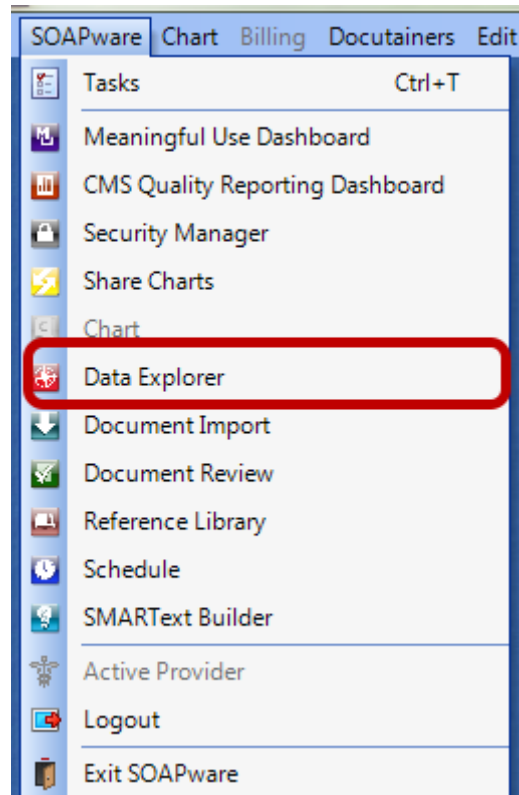 SOAPware Chart Billing Docutainers Edit
Tasks Ctrl+T
Meaningful Use Dashboard
CMS Quality Reporting Dashboard
Security Manager
Share Charts
Chart
Data Explorer
Document Import
Document Review
Reference Library
Schedule
SMARText Builder
Active Provider
Logout
Exit SOAPware